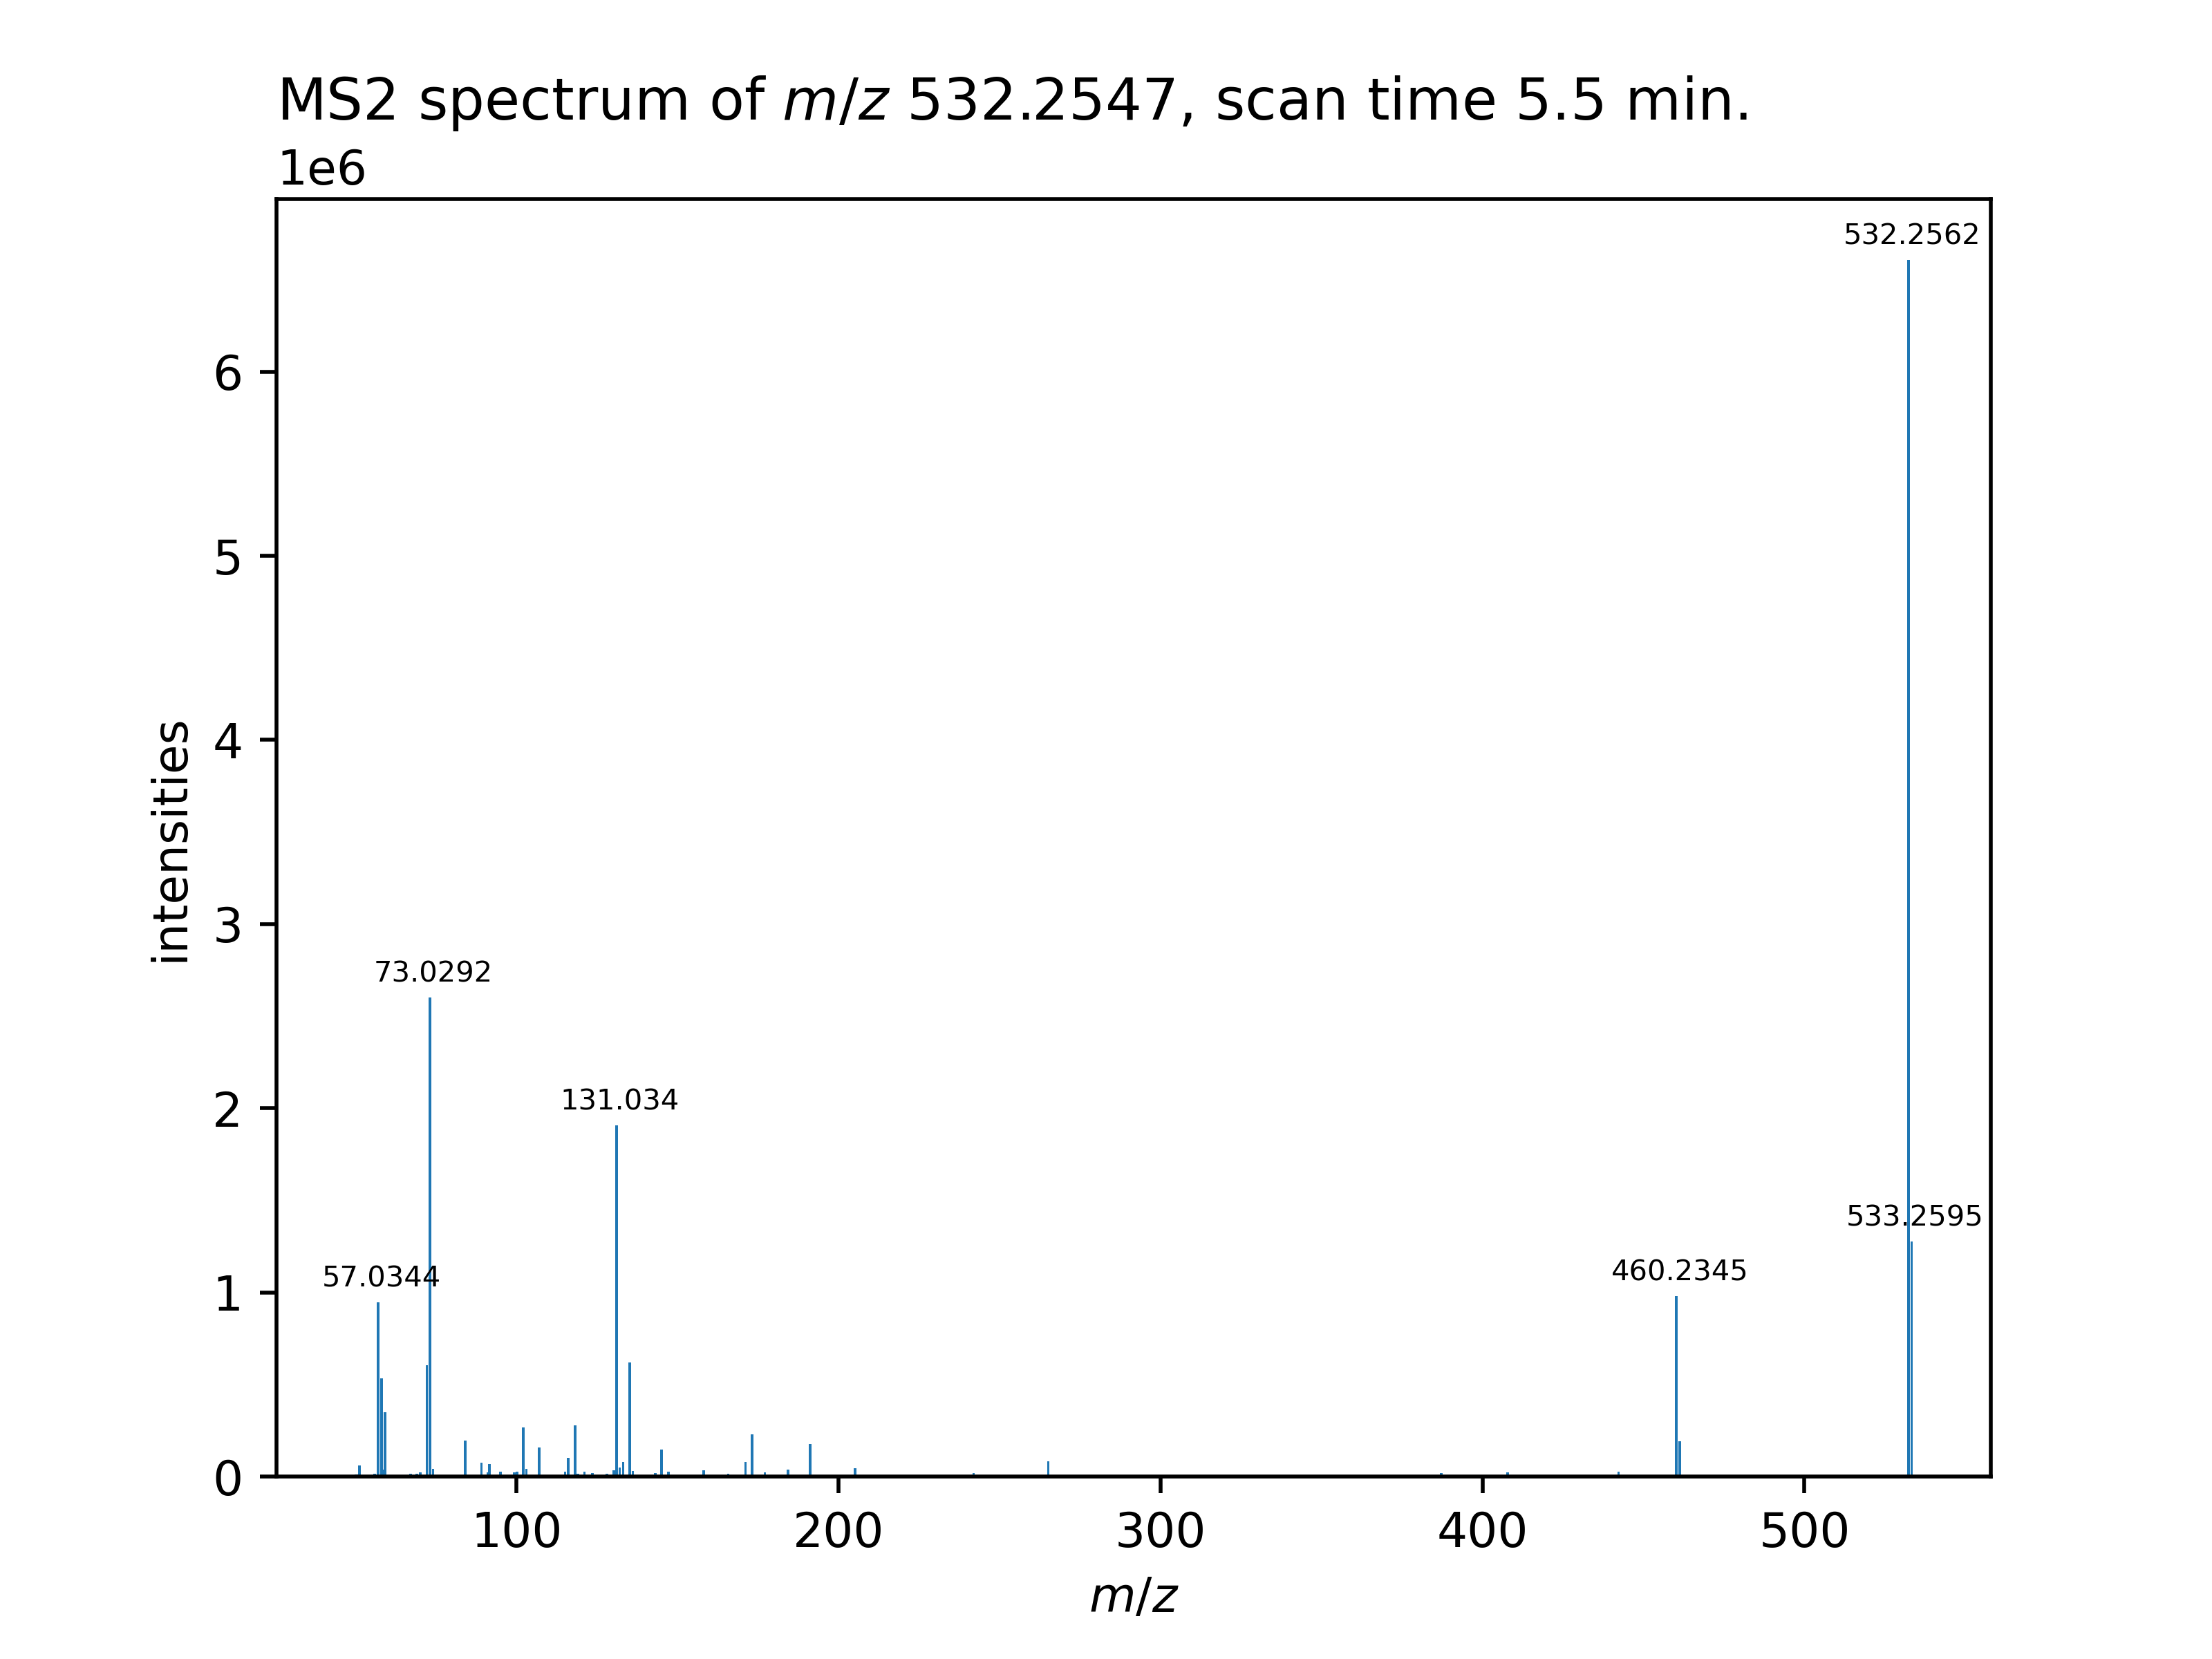 MS2 spectrum of m/z 532.2547, scan time 5.5 min.
1e6
532.2562
6
5
4
3
73.0292
2
131.034
533.2595
57.0344
460.2345
1
0
intensities
100 200 300 400 500
m/z